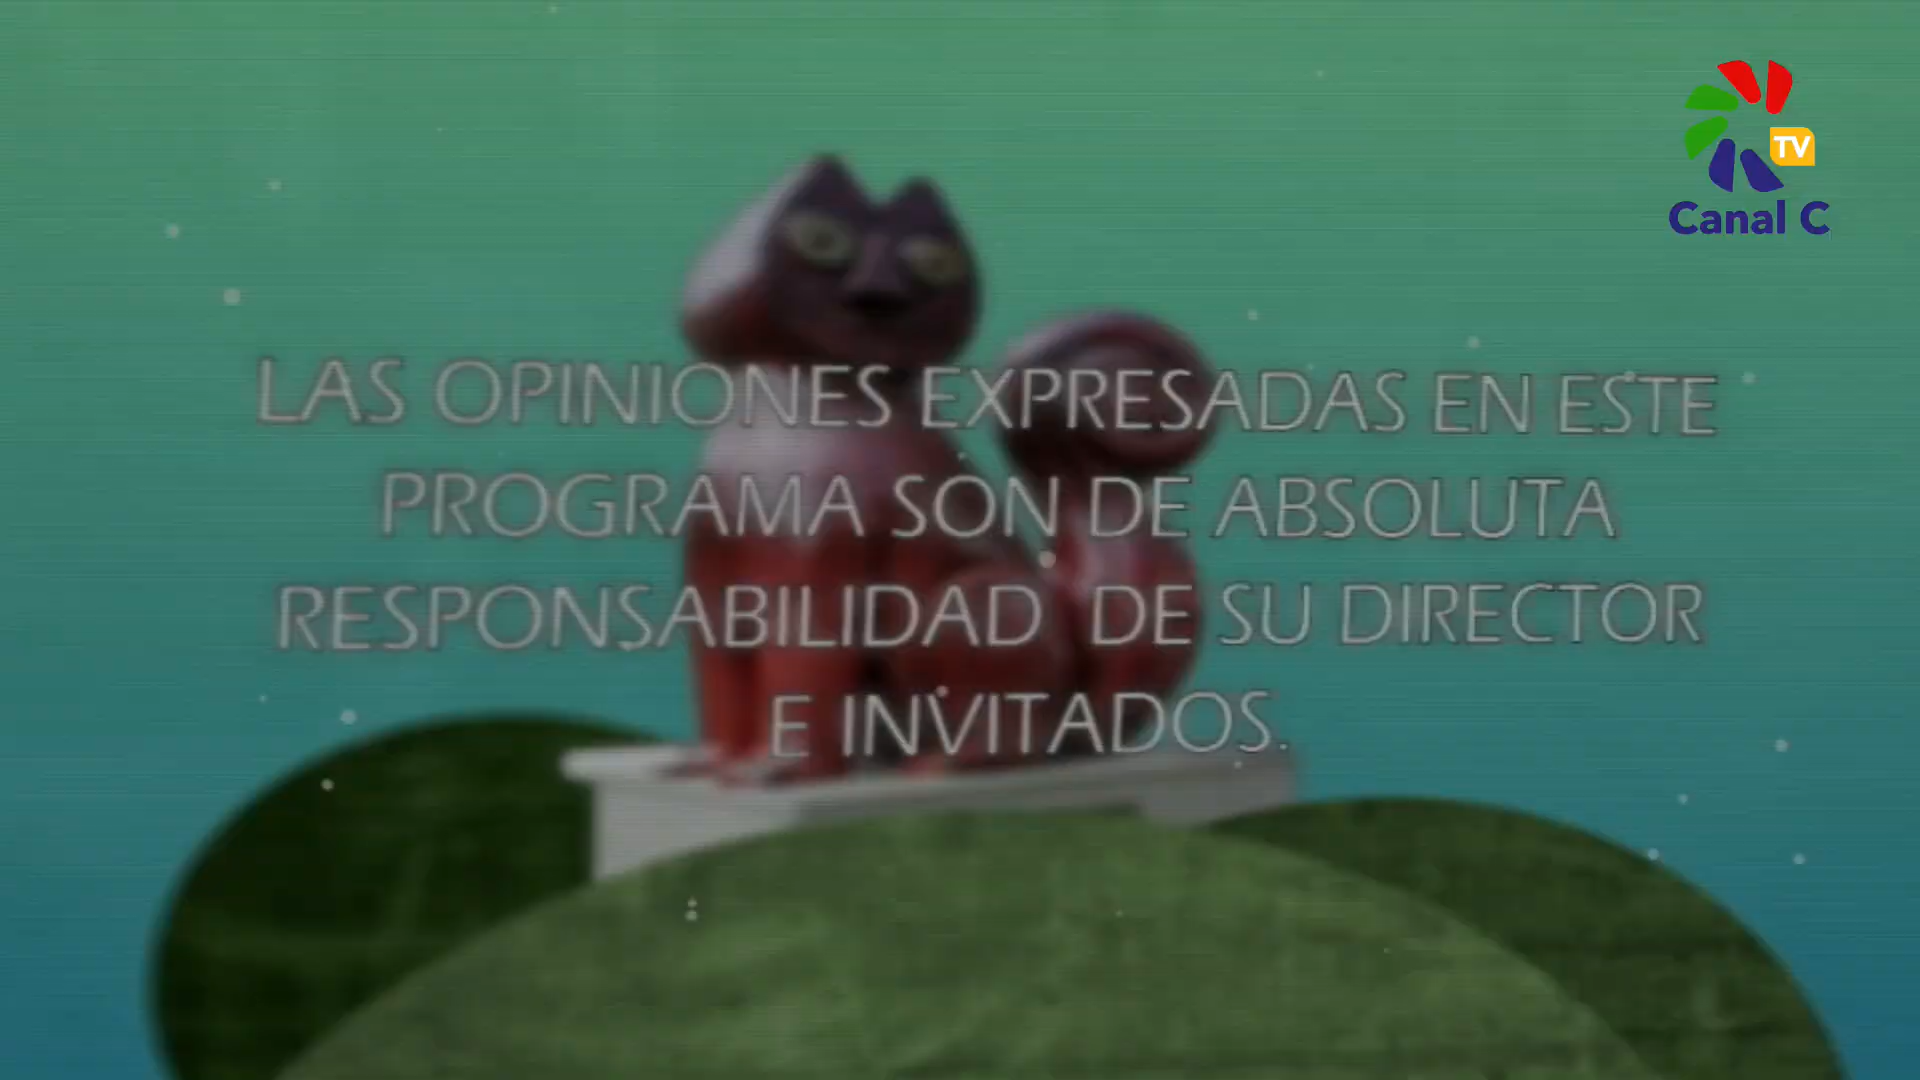 TV
Canal C
LAS OPINIONES EXPRESADAS EN ESTE
PROGRAMA SON DE ABSOLUTA
RESPONSABILIDAD DE SU DIRECTOR
E INVITADOS.